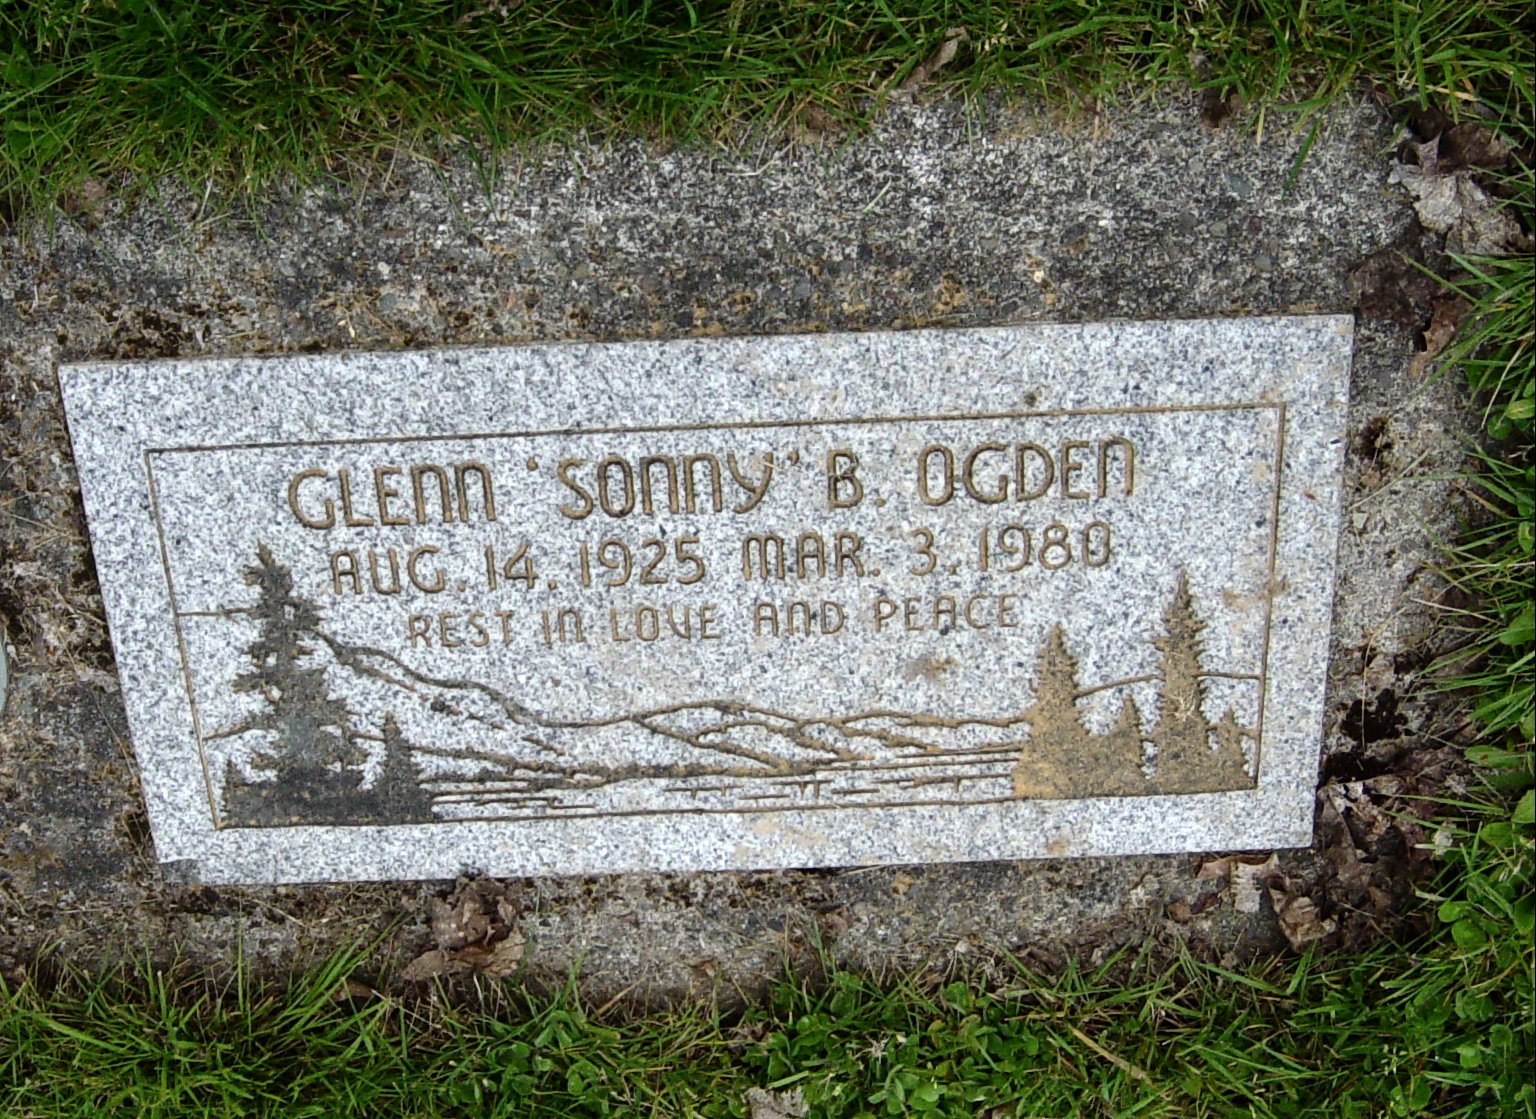 GLENN 'SONNY' B. OGDEN
AUG. 14. 1925 MAR. 3. 1980
REST IN LOVE AND PEACE